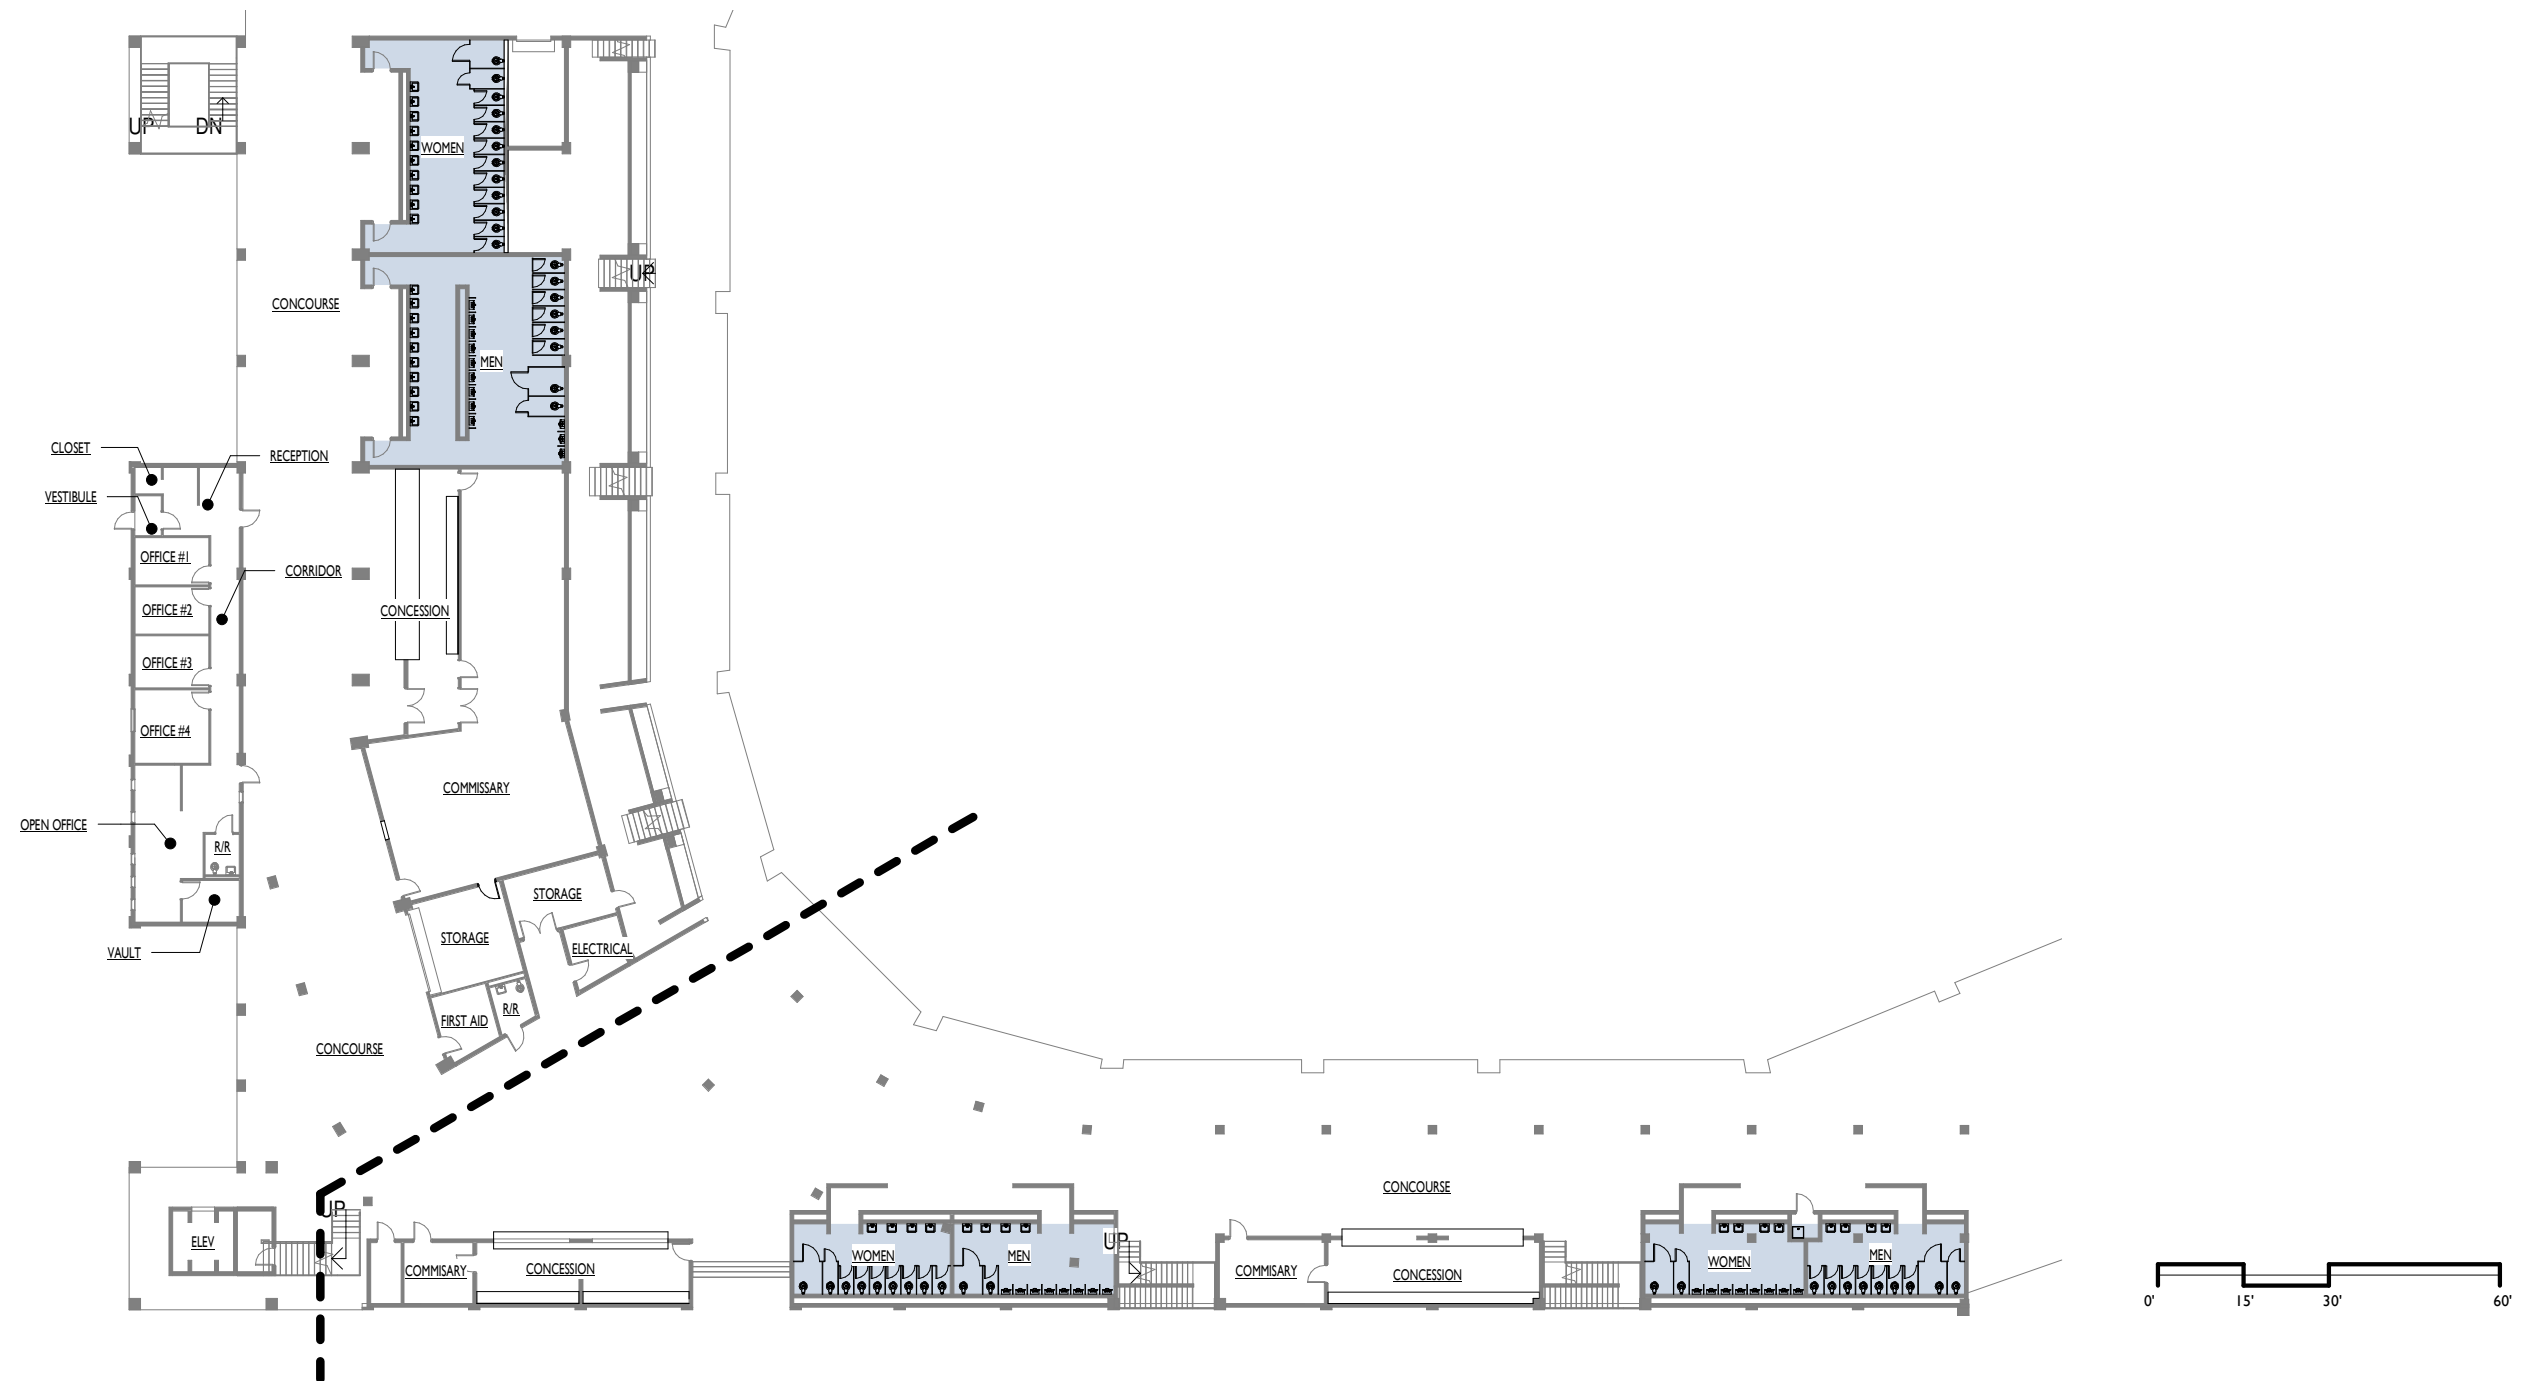 UP
DN
WOMEN
UP
CONCOURSE
MEN
CLOSET
RECEPTION
VESTIBULE
OFFICE #1
CORRIDOR
OFFICE #2
CONCESSION
OFFICE #3
OFFICE #4
COMMISSARY
OPEN OFFICE
R/R
STORAGE
STORAGE
ELECTRICAL
VAULT
R/R
FIRST AID
CONCOURSE
CONCOURSE
UP
ELEV
COMMISARY
CONCESSION
WOMEN
MEN
UP
COMMISARY
CONCESSION
WOMEN
MEN
0' 15' 30' 60'